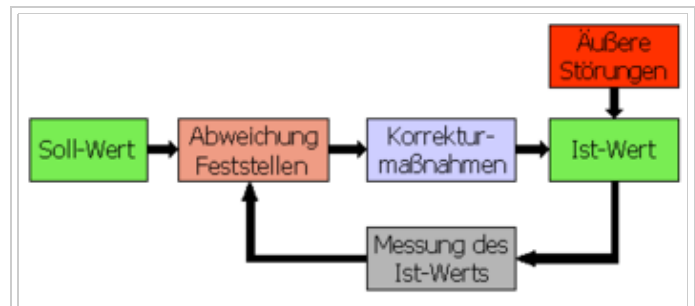 Äußere
Störungen
Soll-Wert
Abweichung
Feststellen
Korrektur-
maßnahmen
Ist-Wert
Messung des
Ist-Werts